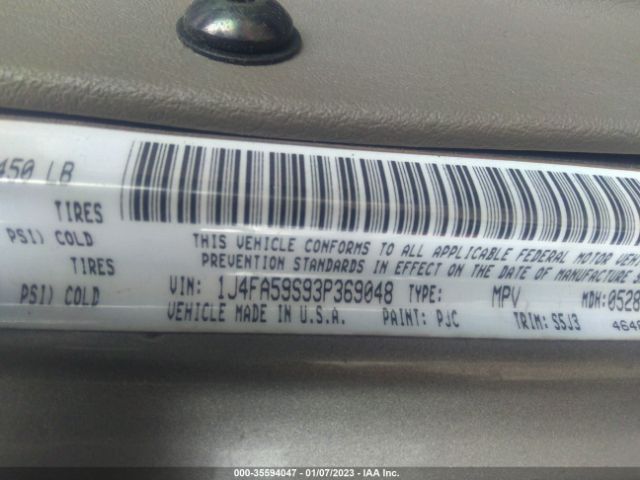 450 LB
TIRES
PSI) COLD
TIRES
PSI) COLD
THIS VEHICLE CONFORMS TO ALL APPLICABLE FEDERAL MOTOR VEH
PREVENTION STANDARDS IN EFFECT ON THE DATE OF MANUFACTURE S
VIN: 1J4FA59S93P369048 TYPE: MPV MDH:0528
VEHICLE MADE IN U.S.A. PAINT: PJC TRIM: S5J3
4648
000-35594047 - 01/07/2023 - IAA Inc.